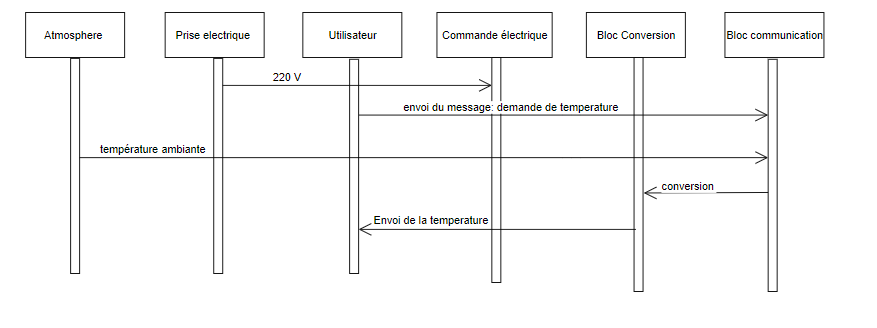 Atmosphere
Prise electrique
Utilisateur
Commande électrique
Bloc Conversion
Bloc communication
220 V
envoi du message: demande de temperature
température ambiante
conversion
Envoi de la temperature